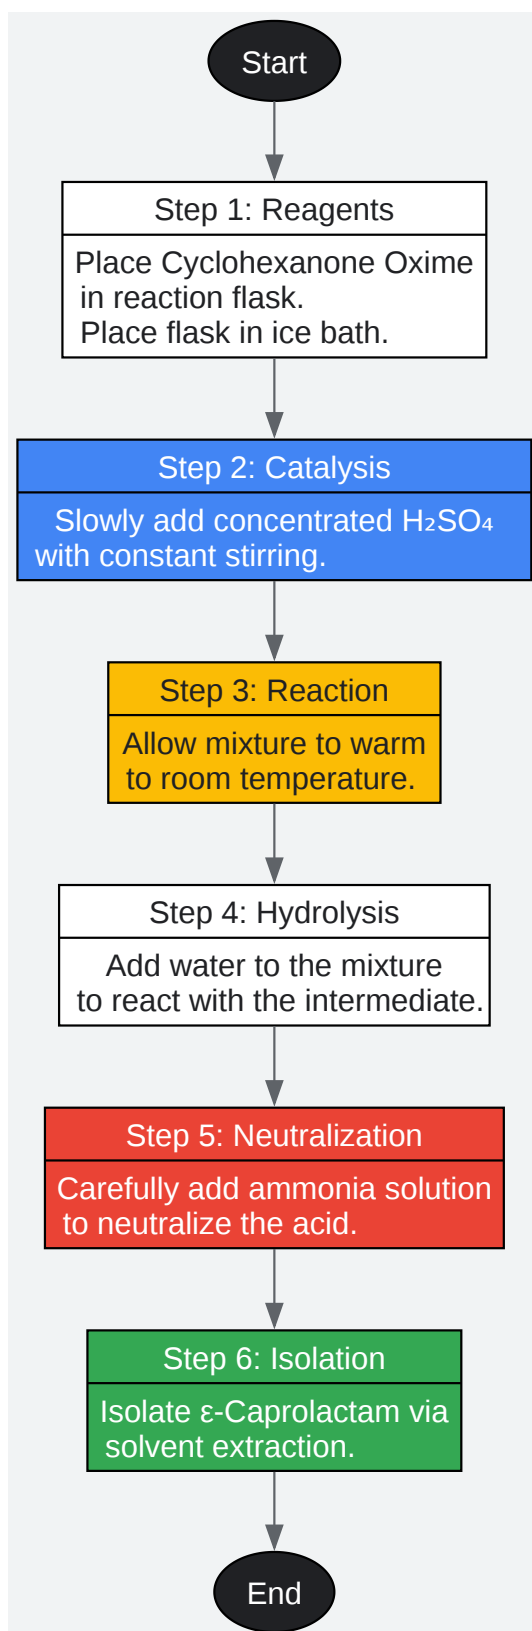 Start
Step 1: Reagents
Place Cyclohexanone Oxime
in reaction flask.
Place flask in ice bath.
Step 2: Catalysis
Slowly add concentrated H₂SO₄
with constant stirring.
Step 3: Reaction
Allow mixture to warm
to room temperature.
Step 4: Hydrolysis
Add water to the mixture
to react with the intermediate.
Step 5: Neutralization
Carefully add ammonia solution
to neutralize the acid.
Step 6: Isolation
Isolate ε-Caprolactam via
solvent extraction.
End